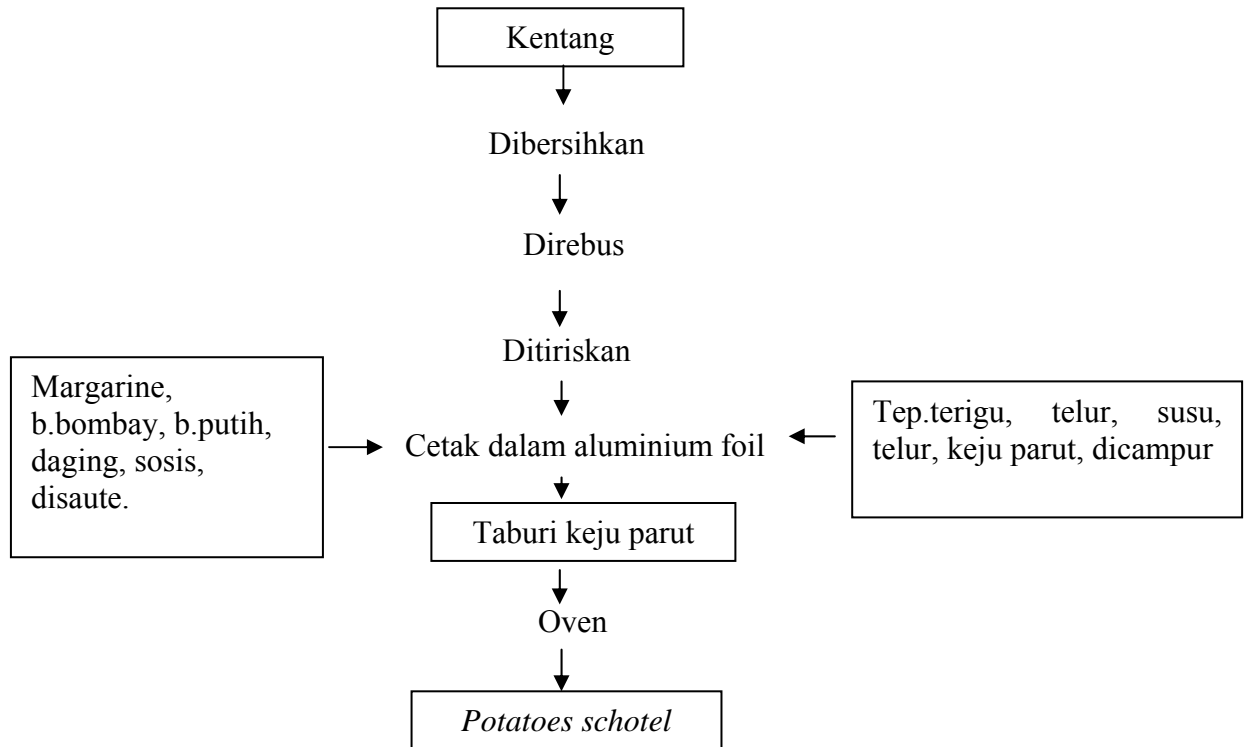 Kentang
Dibersihkan
Direbus
Ditiriskan
Margarine,
b.bombay, b.putih,
daging, sosis,
disaute.
Cetak dalam aluminium foil
Tep.terigu, telur, susu,
telur, keju parut, dicampur
Taburi keju parut
Oven
Potatoes schotel